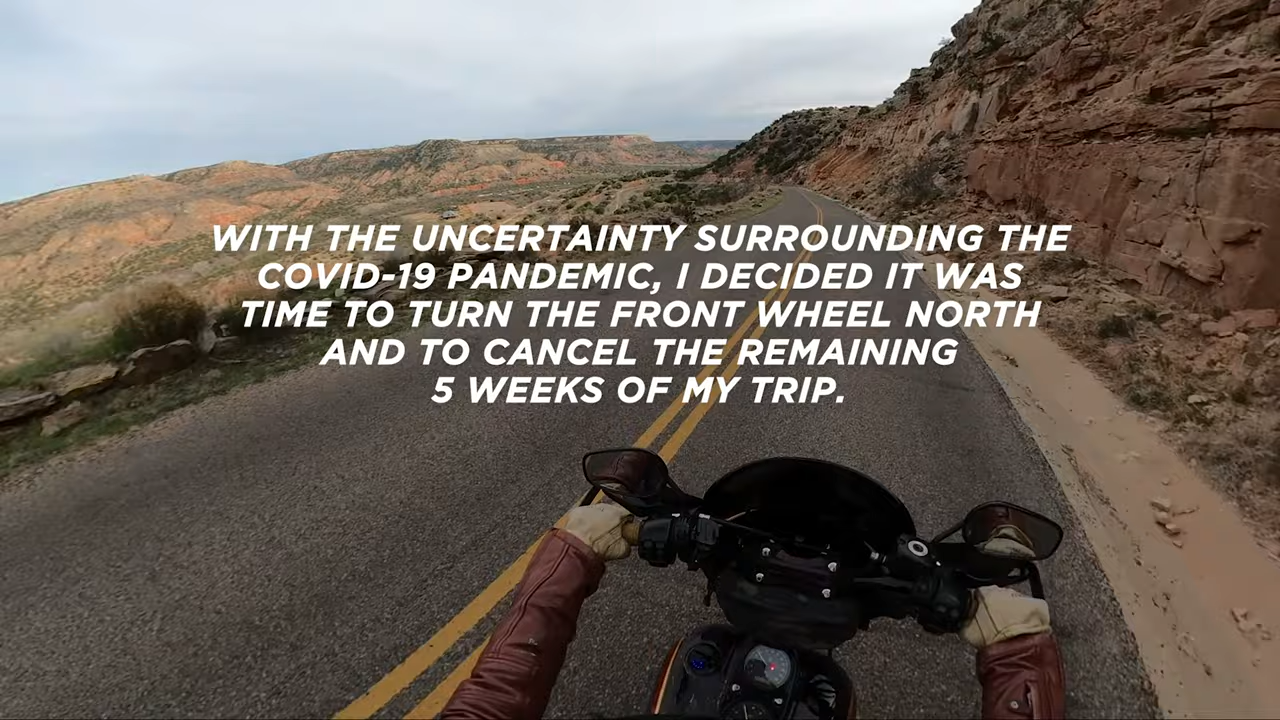 WITH THE UNCERTAINTY SURROUNDING THE
COVID-19 PANDEMIC, I DECIDED IT WAS
TIME TO TURN THE FRONT WHEEL NORTH
AND TO CANCEL THE REMAINING
5 WEEKS OF MY TRIP.